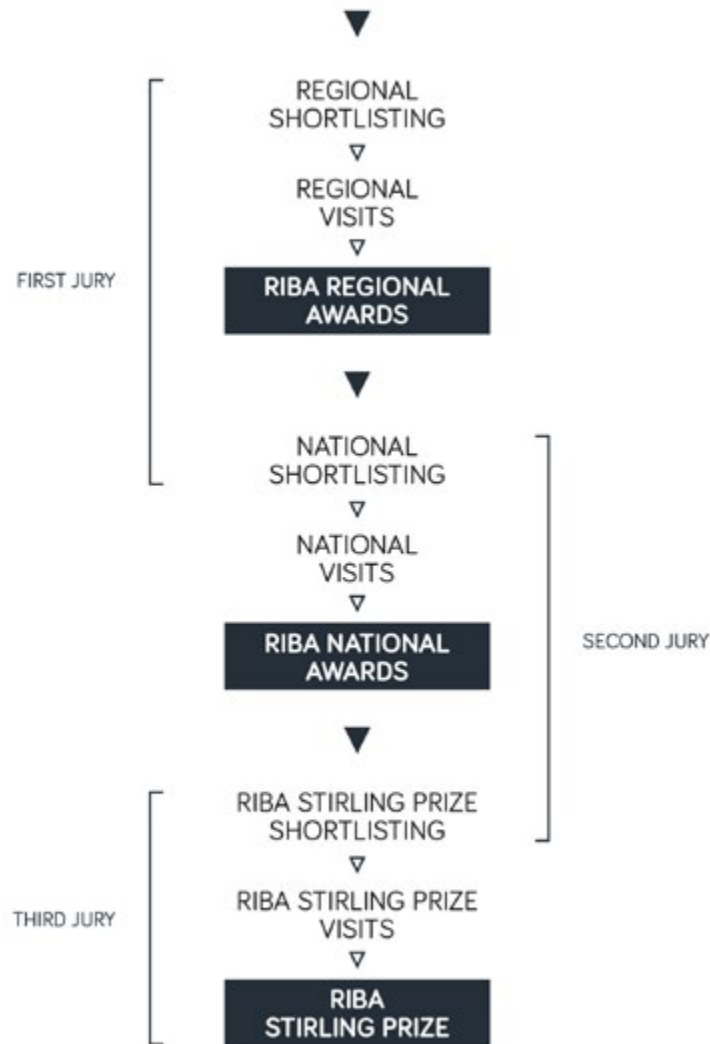 REGIONAL
SHORTLISTING
REGIONAL
VISITS
FIRST JURY
RIBA REGIONAL
AWARDS
NATIONAL
SHORTLISTING
NATIONAL
VISITS
RIBA NATIONAL
AWARDS
SECOND JURY
RIBA STIRLING PRIZE
SHORTLISTING
RIBA STIRLING PRIZE
VISITS
THIRD JURY
RIBA
STIRLING PRIZE